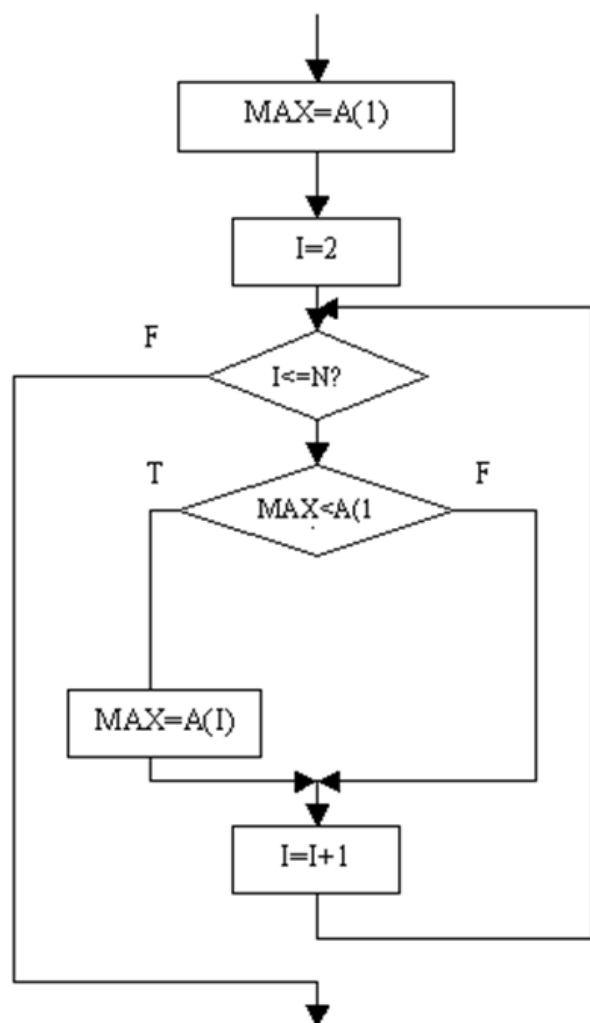 MAX=A(1)
I=2
F
I<=N?
T
F
MAX<A(1
MAX=A(I)
I=I+1